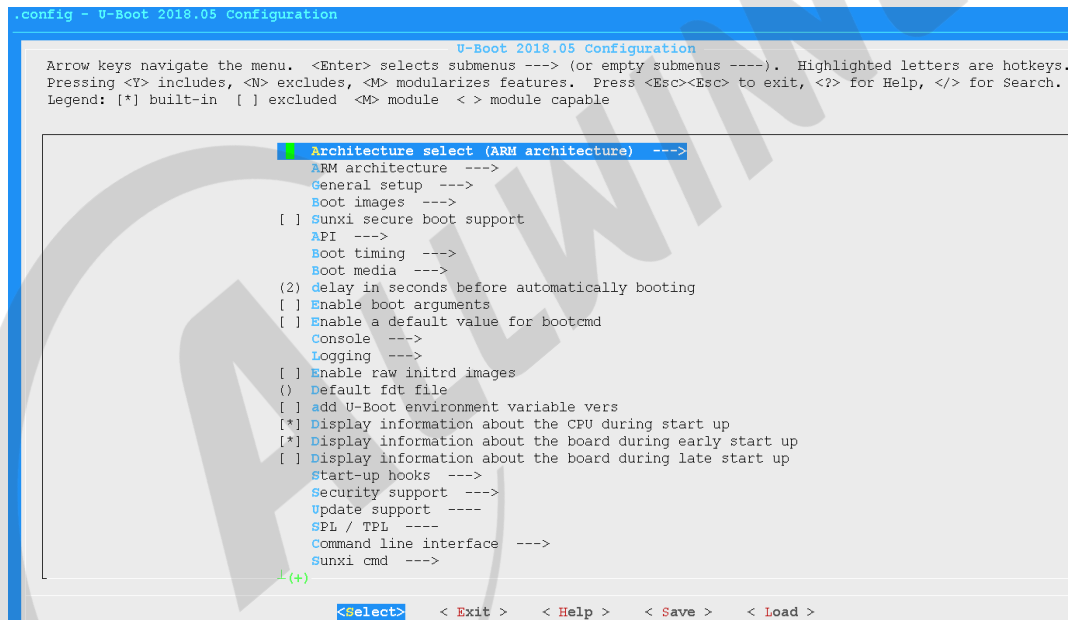 .config - U-Boot 2018.05 Configuration
U-Boot 2018.05 Configuration
Arrow keys navigate the menu.  <Enter> selects submenus ---> (or empty submenus ----).  Highlighted letters are hotkeys.
Pressing <Y> includes, <N> excludes, <M> modularizes features.  Press <Esc><Esc> to exit, <?> for Help, </> for Search.
Legend: [*] built-in  [ ] excluded  <M> module  < > module capable
Architecture select (ARM architecture)  --->
ARM architecture  --->
General setup  --->
Boot images  --->
[ ] Sunxi secure boot support
API  --->
Boot timing  --->
Boot media  --->
(2) delay in seconds before automatically booting
[ ] Enable boot arguments
[ ] Enable a default value for bootcmd
Console  --->
Logging  --->
[ ] Enable raw initrd images
()  Default fdt file
[ ] add U-Boot environment variable vers
[*] Display information about the CPU during start up
[*] Display information about the board during early start up
[ ] Display information about the board during late start up
Start-up hooks  --->
Security support  --->
Update support  ----
SPL / TPL  ----
Command line interface  --->
Sunxi cmd  --->
(+)
<Select>    < Exit >    < Help >    < Save >    < Load >
ALLWINN